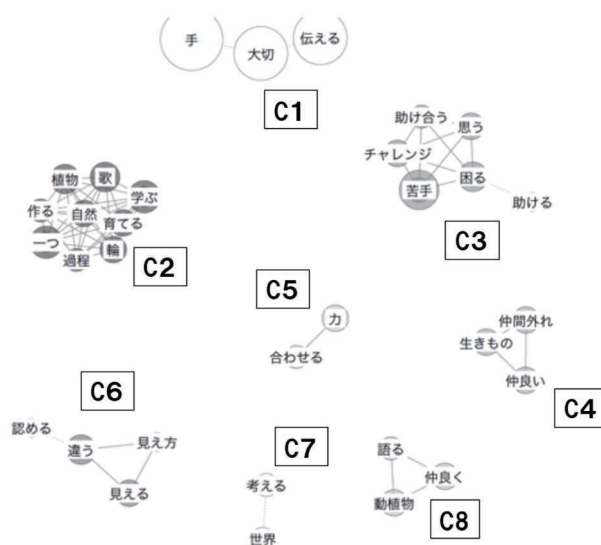 手
大切
伝える
C1
助け合う
思う
チャレンジ
困る
苦手
助ける
C3
植物
歌
学ぶ
作る
自然
育てる
一つ
輪
過程
C2
C5
力
合わせる
仲間外れ
生きもの
仲良い
C4
C6
認める
違う
見え方
見える
C7
考える
世界
語る
仲良く
動植物
C8